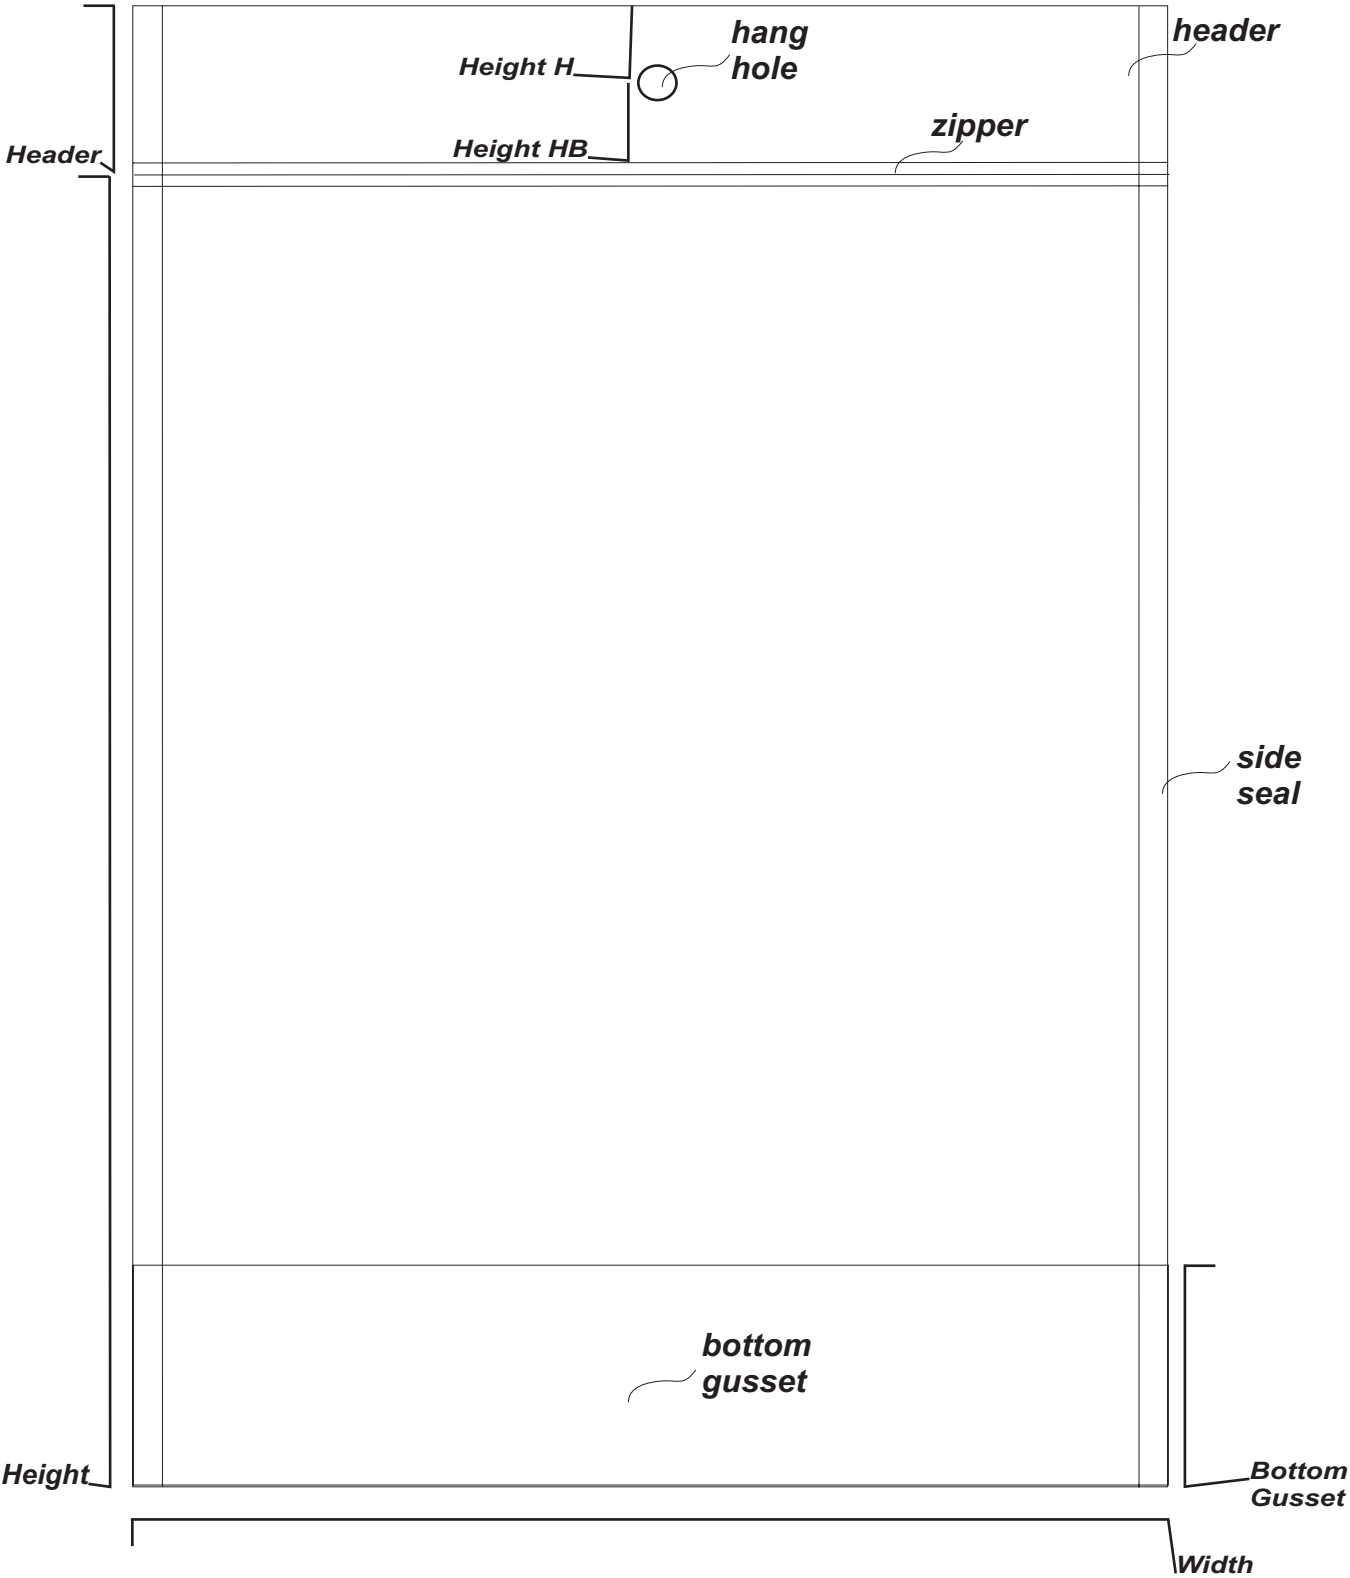 hang
hole
header
Height H
zipper
Height HB
Header
side
seal
bottom
gusset
Height
Bottom
Gusset
Width